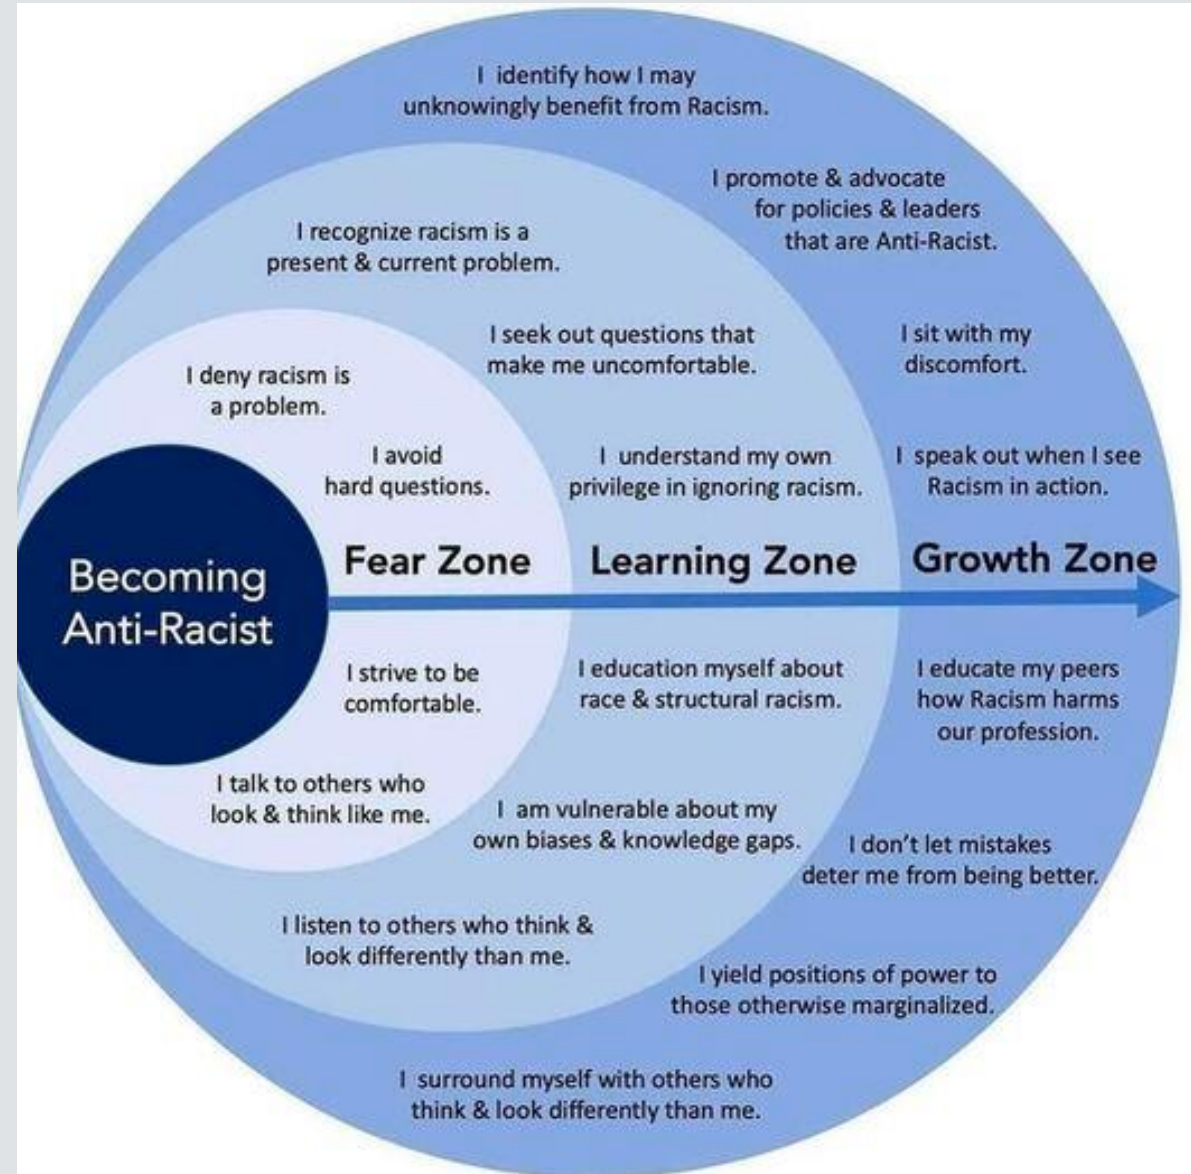 I identify how I may
unknowingly benefit from Racism.
I promote & advocate
for policies & leaders
that are Anti-Racist.
I recognize racism is a
present & current problem.
I seek out questions that
make me uncomfortable.
I sit with my
discomfort.
I deny racism is
a problem.
I avoid
hard questions.
I understand my own
privilege in ignoring racism.
I speak out when I see
Racism in action.
Becoming
Anti-Racist
Fear Zone
Learning Zone
Growth Zone
I strive to be
comfortable.
I education myself about
race & structural racism.
I educate my peers
how Racism harms
our profession.
I talk to others who
look & think like me.
I am vulnerable about my
own biases & knowledge gaps.
I don't let mistakes
deter me from being better.
I listen to others who think &
look differently than me.
I yield positions of power to
those otherwise marginalized.
I surround myself with others who
think & look differently than me.